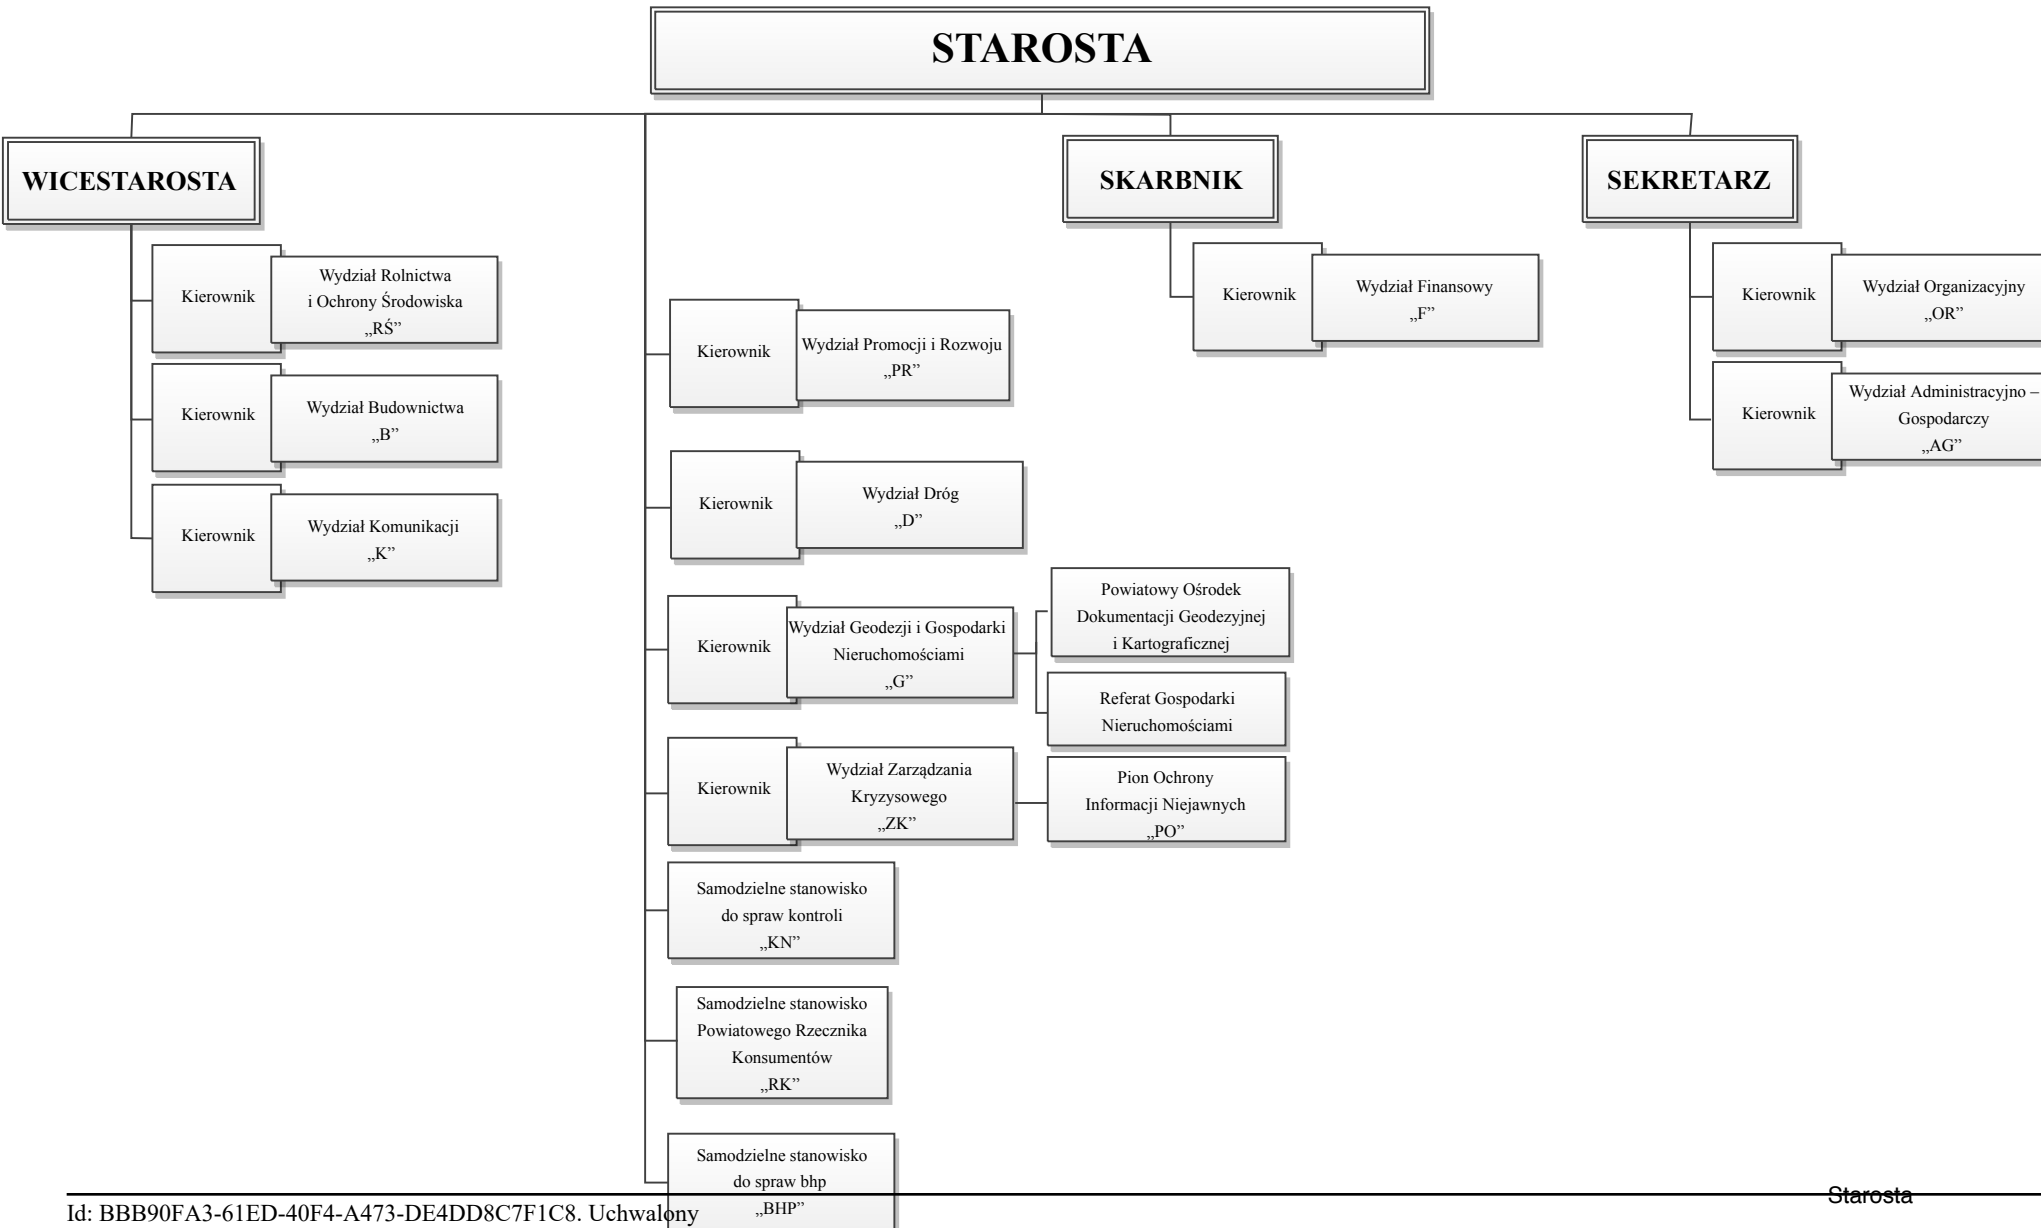 STAROSTA
WICESTAROSTA
Kierownik
Wydział Rolnictwa
i Ochrony Środowiska
„RŚ”
Kierownik
Wydział Budownictwa
„B”
Kierownik
Wydział Komunikacji
„K”
Kierownik
Wydział Promocji i Rozwoju
„PR”
Kierownik
Wydział Dróg
„D”
Kierownik
Wydział Geodezji i Gospodarki
Nieruchomościami
„G”
Powiatowy Ośrodek
Dokumentacji Geodezyjnej
i Kartograficznej
Referat Gospodarki
Nieruchomościami
Kierownik
Wydział Zarządzania
Kryzysowego
„ZK”
Pion Ochrony
Informacji Niejawnych
„PO”
Samodzielne stanowisko
do spraw kontroli
„KN”
Samodzielne stanowisko
Powiatowego Rzecznika
Konsumentów
„RK”
Samodzielne stanowisko
do spraw bhp
„BHP”
SKARBNIK
Kierownik
Wydział Finansowy
„F”
SEKRETARZ
Kierownik
Wydział Organizacyjny
„OR”
Kierownik
Wydział Administracyjno –
Gospodarczy
„AG”
Starosta
Id: BBB90FA3-61ED-40F4-A473-DE4DD8C7F1C8. Uchwalony